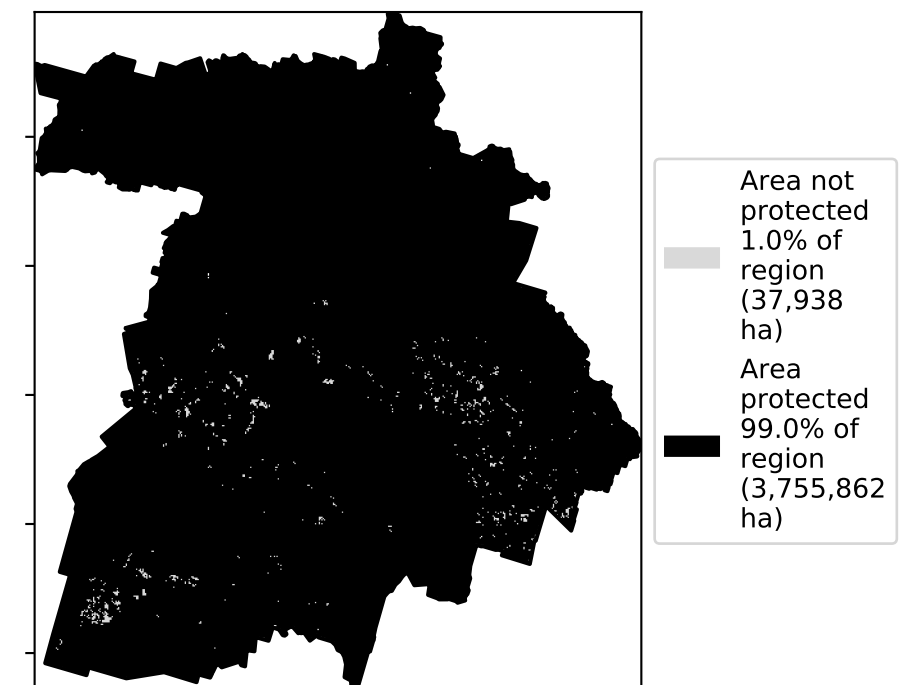 Area not
protected
1.0% of
region
(37,938
ha)
Area
protected
99.0% of
region
(3,755,862
ha)